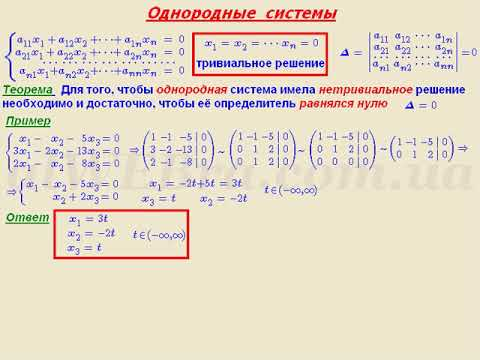 Однородные системы
a₁₁x₁ + a₁₂x₂ +···+ a₁ₙxₙ = 0
a₂₁x₁ + a₂₂x₂ +···+ a₂ₙxₙ = 0
· · · · · · · · · · · · · · · · · · · ·
aₙ₁x₁+aₙ₂x₂+···+aₙₙxₙ = 0
x₁ = x₂ = ··· = xₙ = 0
тривиальное решение
Δ = | a₁₁ a₁₂ ··· a₁ₙ ; a₂₁ a₂₂ ··· a₂ₙ ; ············ ; aₙ₁ aₙ₂ ··· aₙₙ | = 0
Теорема Для того, чтобы однородная система имела нетривиальное решение
необходимо и достаточно, чтобы её определитель равнялся нулю Δ = 0
Пример
x₁ − x₂ − 5x₃ = 0
3x₁ − 2x₂ − 13x₃ = 0
2x₁ − x₂ − 8x₃ = 0
⇒ (1 −1 −5 | 0 ; 3 −2 −13 | 0 ; 2 −1 −8 | 0) ~ (1 −1 −5 | 0 ; 0 1 2 | 0 ; 0 1 2 | 0) ~ (1 −1 −5 | 0 ; 0 1 2 | 0 ; 0 0 0 | 0) ~ (1 −1 −5 | 0 ; 0 1 2 | 0) ⇒
⇒ { x₁ − x₂ − 5x₃ = 0 x₁ = −2t+5t = 3t t∈(−∞,∞)
x₂ + 2x₃ = 0 x₃ = t x₂ = −2t
Ответ
x₁ = 3t
x₂ = −2t t∈(−∞,∞)
x₃ = t